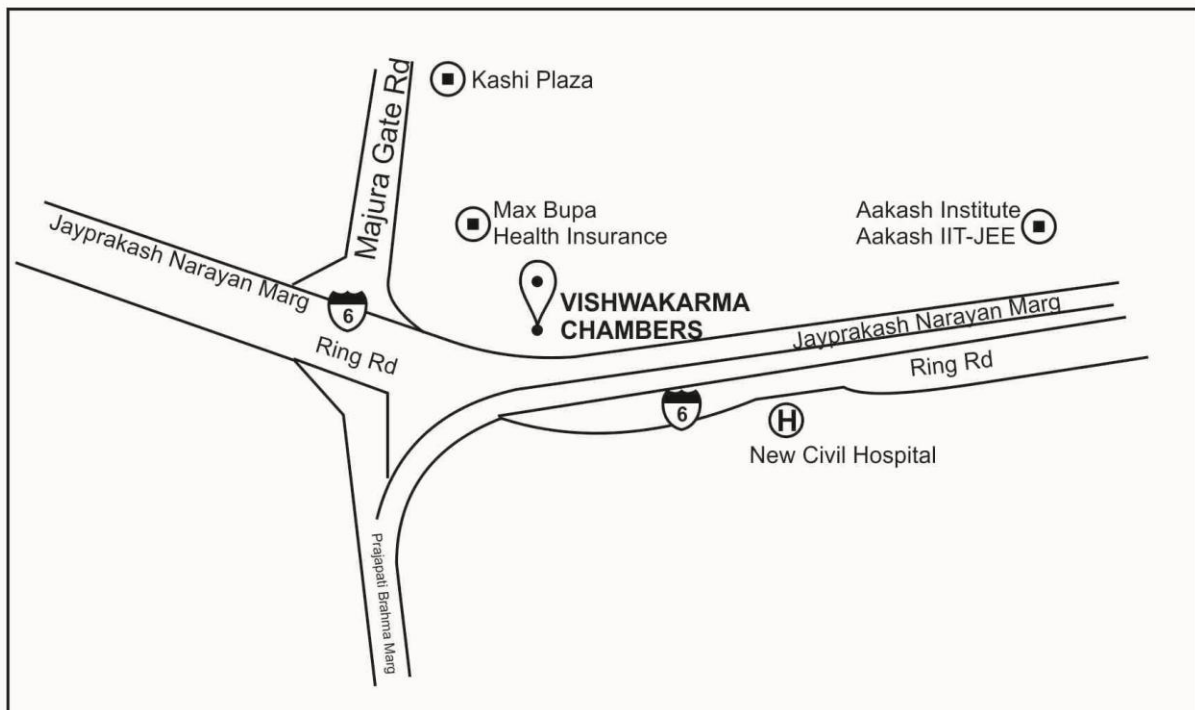 Kashi Plaza
Majura Gate Rd
Max Bupa
Health Insurance
Aakash Institute
Aakash IIT-JEE
Jayprakash Narayan Marg
6
Ring Rd
VISHWAKARMA
CHAMBERS
Jayprakash Narayan Marg
Ring Rd
6
H
New Civil Hospital
Prajapati Brahma Marg